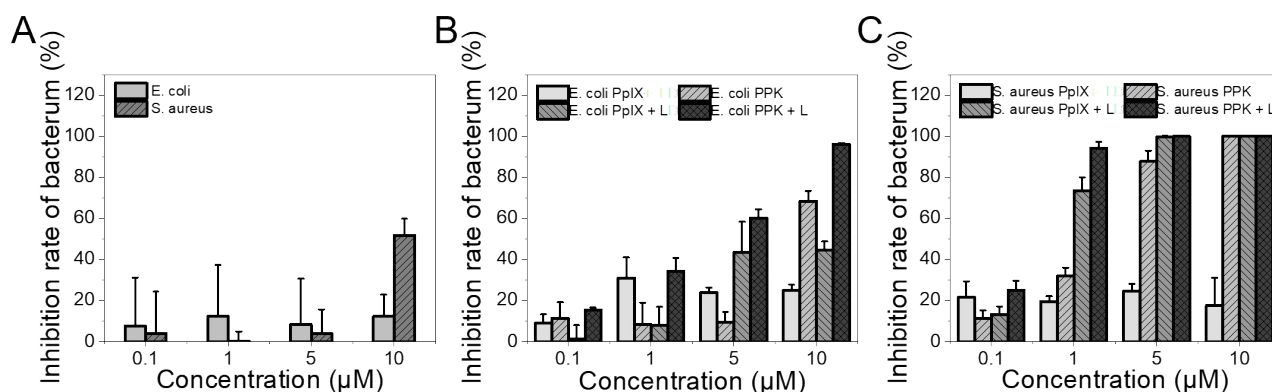 A
Inhibition rate of bacterum (%)
120
100
80
60
40
20
0
E. coli
S. aureus
0.1 1 5 10
Concentration (µM)
B
Inhibition rate of bacterum (%)
120
100
80
60
40
20
0
E. coli PpIX E. coli PPK
E. coli PpIX + L E. coli PPK + L
0.1 1 5 10
Concentration (µM)
C
Inhibition rate of bacterum (%)
120
100
80
60
40
20
0
S. aureus PpIX S. aureus PPK
S. aureus PpIX + L S. aureus PPK + L
0.1 1 5 10
Concentration (µM)